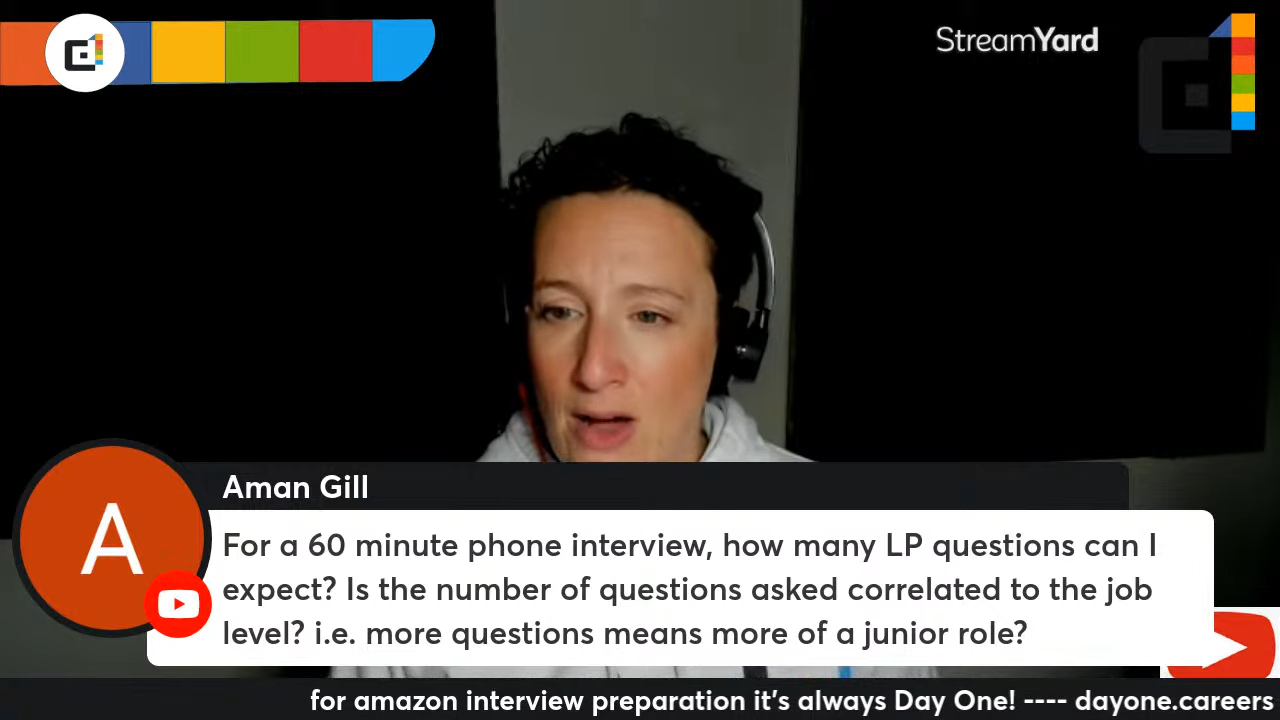 StreamYard
A
Aman Gill
For a 60 minute phone interview, how many LP questions can I
expect? Is the number of questions asked correlated to the job
level? i.e. more questions means more of a junior role?
for amazon interview preparation it's always Day One! ---- dayone.careers